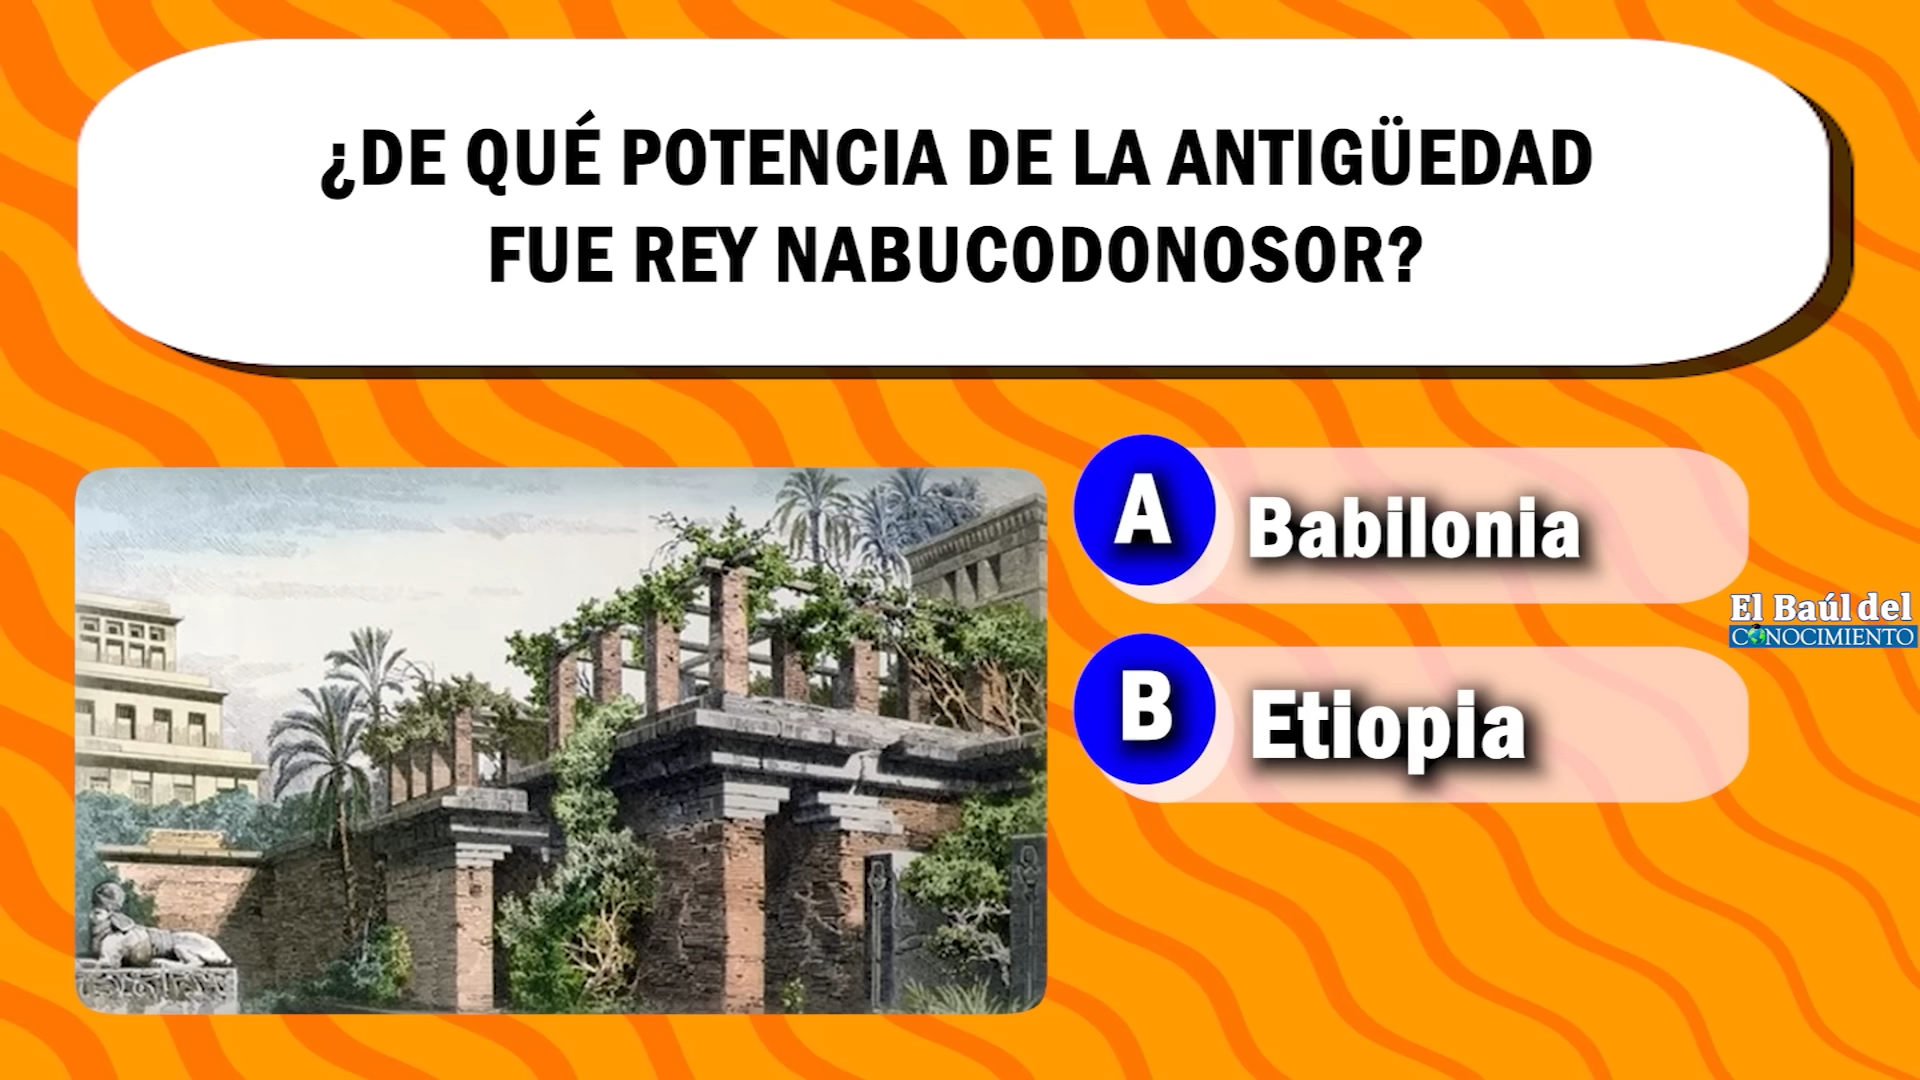 ¿DE QUÉ POTENCIA DE LA ANTIGÜEDAD
FUE REY NABUCODONOSOR?
A Babilonia
B Etiopia
El Baúl del
CONOCIMIENTO